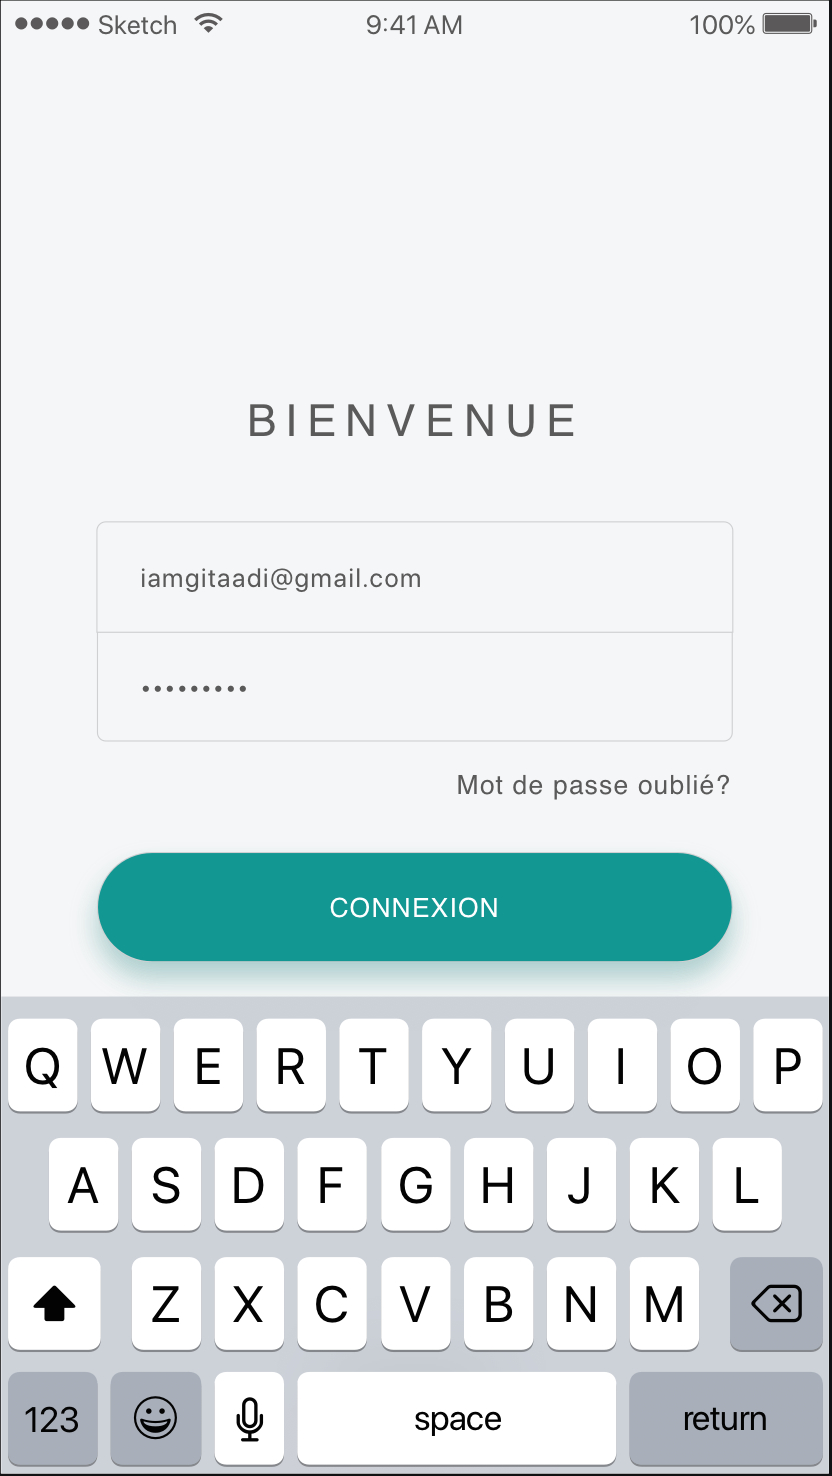 Sketch 9:41 AM 100%
BIENVENUE
iamgitaadi@gmail.com
•••••••••
Mot de passe oublié?
CONNEXION
Q W E R T Y U I O P
A S D F G H J K L
Z X C V B N M
123 space return